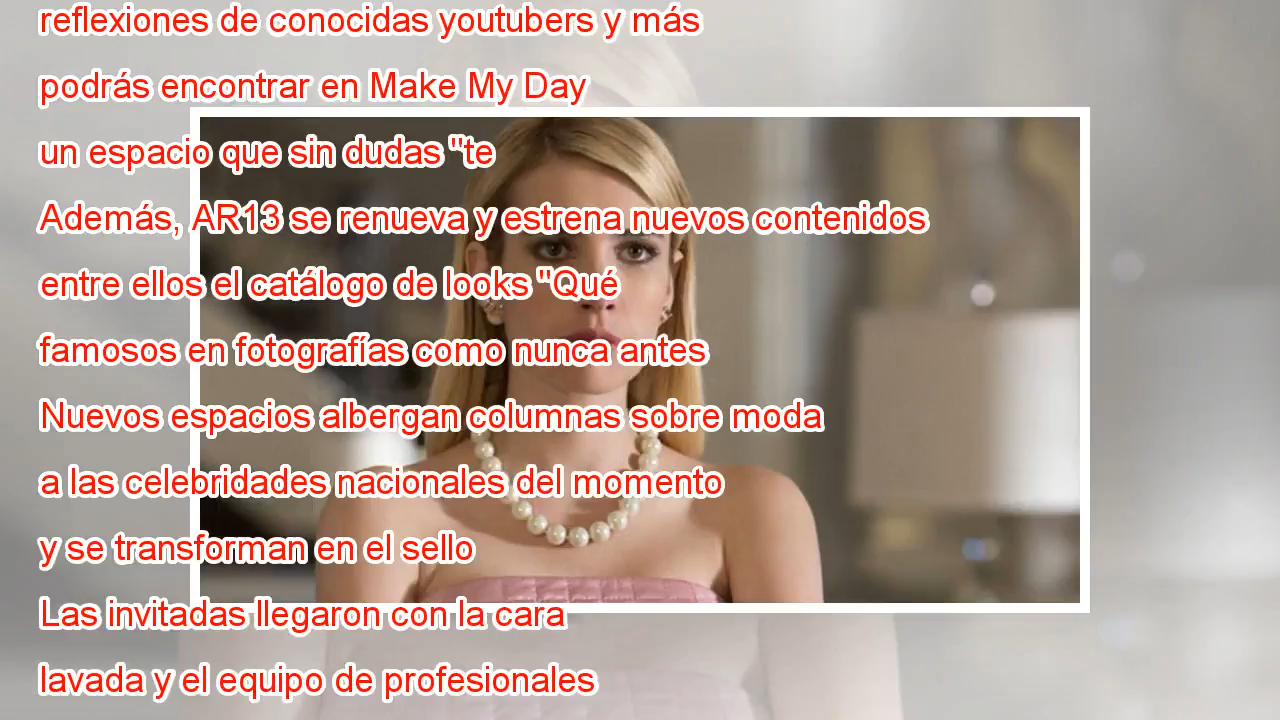 reflexiones de conocidas youtubers y más
podrás encontrar en Make My Day
un espacio que sin dudas "te
Además, AR13 se renueva y estrena nuevos contenidos
entre ellos el catálogo de looks "Qué
famosos en fotografías como nunca antes
Nuevos espacios albergan columnas sobre moda
a las celebridades nacionales del momento
y se transforman en el sello
Las invitadas llegaron con la cara
lavada y el equipo de profesionales